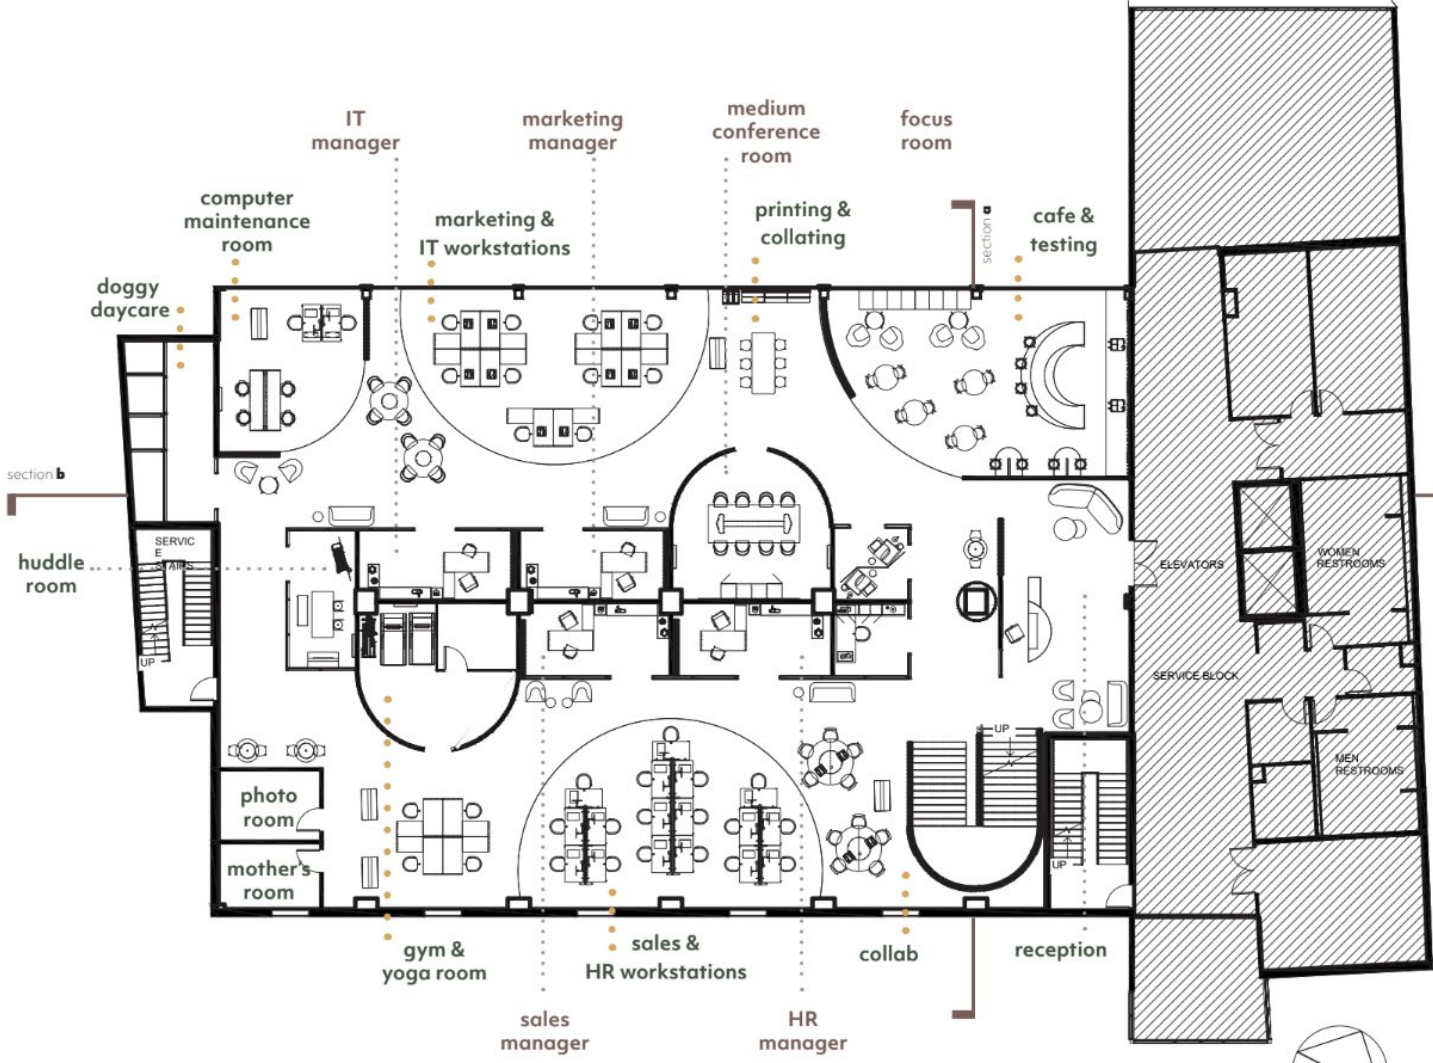 IT
manager
marketing
manager
medium
conference
room
focus
room
computer
maintenance
room
marketing &
IT workstations
printing &
collating
section a
cafe &
testing
doggy
daycare
section b
huddle
room
SERVIC
E
STAIRS
UP
ELEVATORS
WOMEN
RESTROOMS
SERVICE BLOCK
UP
MEN
RESTROOMS
photo
room
mother's
room
UP
gym &
yoga room
sales &
HR workstations
collab
reception
sales
manager
HR
manager